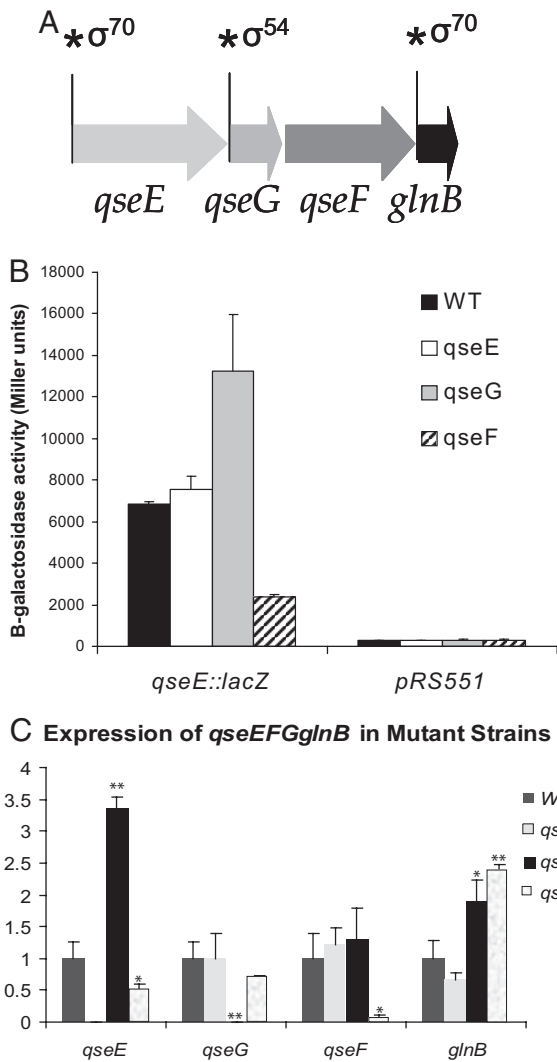 A
*σ70 *σ54 *σ70
qseE qseG qseF glnB
B
B-galactosidase activity (Miller units)
18000
16000
14000
12000
10000
8000
6000
4000
2000
0
WT
qseE
qseG
qseF
qseE::lacZ pRS551
C Expression of qseEFGglnB in Mutant Strains
4
3.5
3
2.5
2
1.5
1
0.5
0
**
*
**
*
*
**
qseE qseG qseF glnB